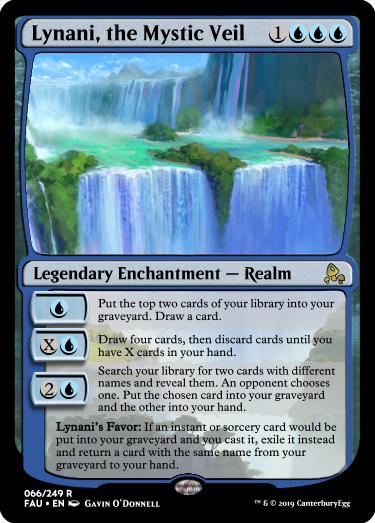 Lynani, the Mystic Veil 1
Legendary Enchantment — Realm
Put the top two cards of your library into your
graveyard. Draw a card.
X
Draw four cards, then discard cards until you
have X cards in your hand.
2
Search your library for two cards with different
names and reveal them. An opponent chooses
one. Put the chosen card into your graveyard
and the other into your hand.
Lynani's Favor: If an instant or sorcery card would be
put into your graveyard and you cast it, exile it instead
and return a card with the same name from your
graveyard to your hand.
066/249 R
FAU • EN GAVIN O'DONNELL
™ & © 2019 CanterburyEgg